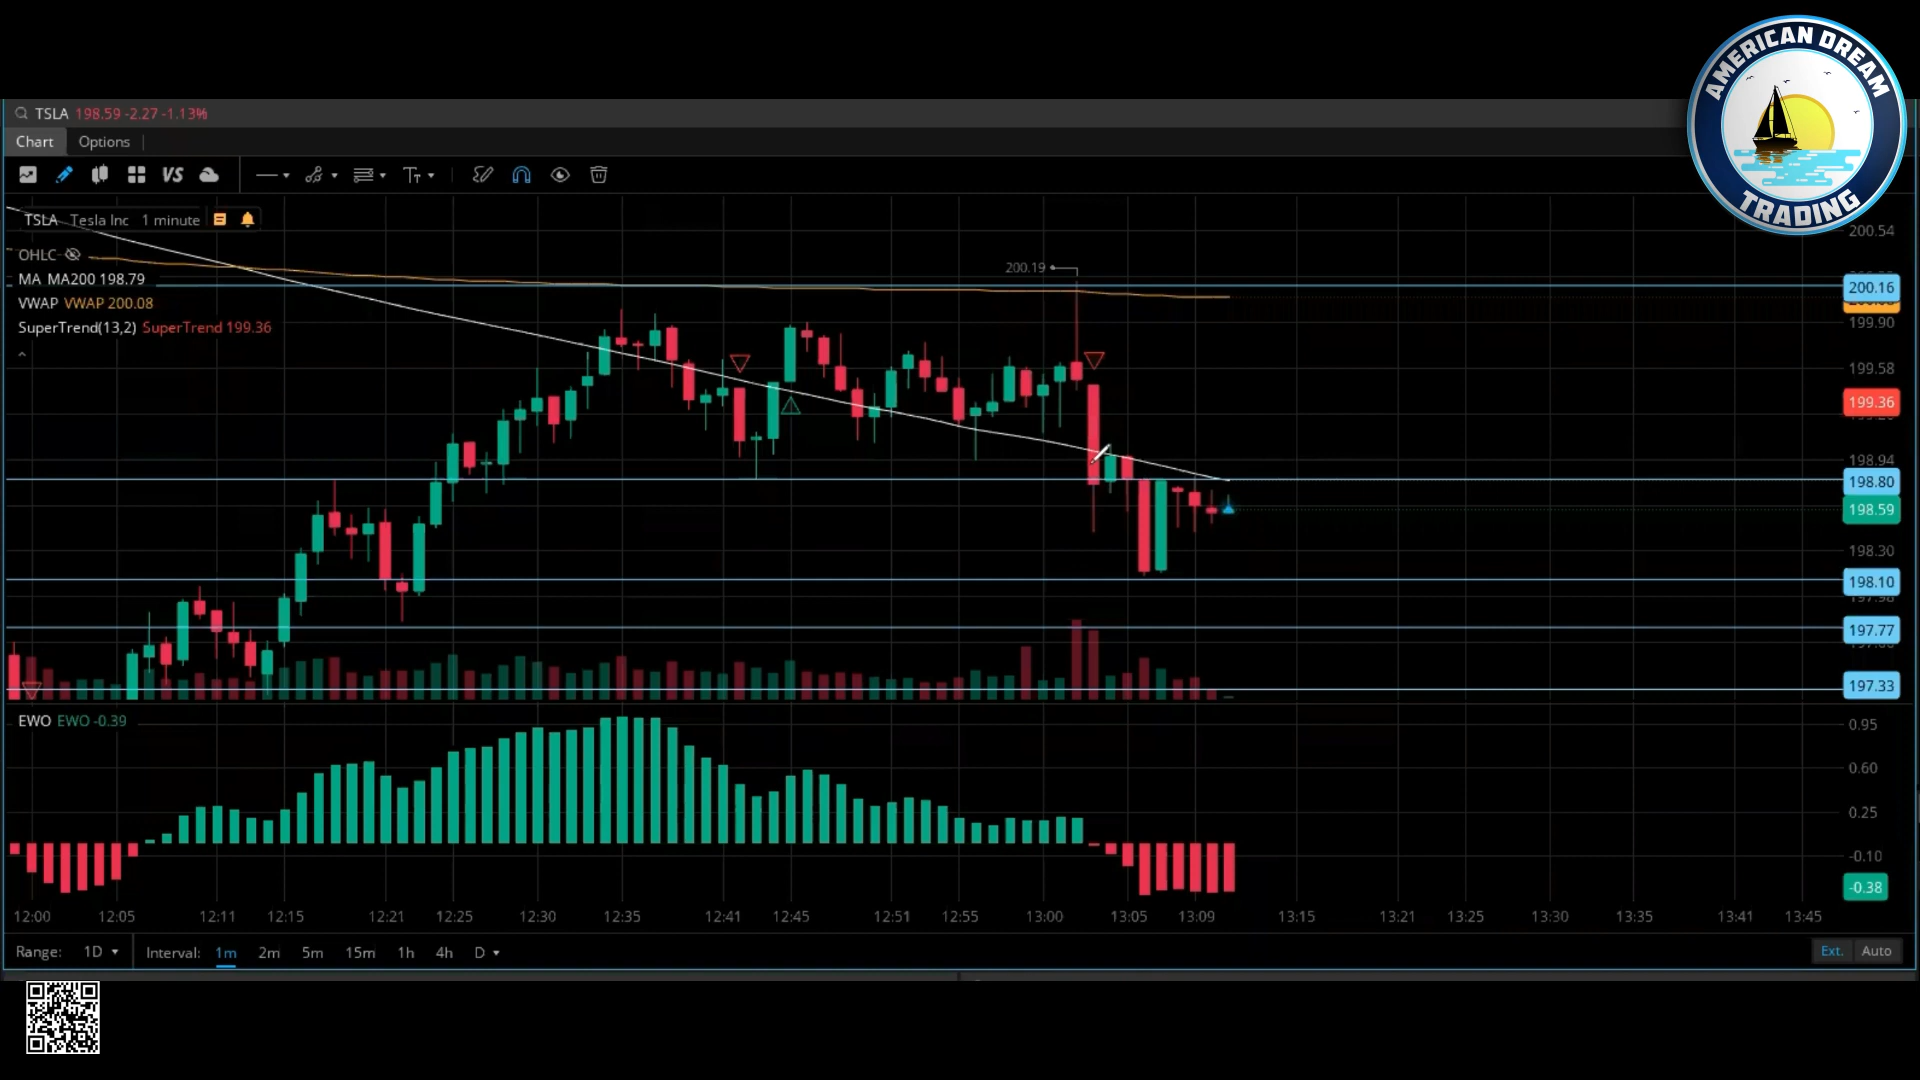 AMERICAN DREAM
TRADING
TSLA 198.59 -2.27 -1.13%
Chart Options
VS
TSLA Tesla Inc 1 minute
OHLC
MA MA200 198.79
VWAP VWAP 200.08
SuperTrend(13,2) SuperTrend 199.36
200.19
200.54
200.16
199.90
199.58
199.36
198.94
198.80
198.59
198.30
198.10
197.77
197.33
EWO EWO -0.39
0.95
0.60
0.25
-0.10
-0.38
12:00 12:05 12:11 12:15 12:21 12:25 12:30 12:35 12:41 12:45 12:51 12:55 13:00 13:05 13:09 13:15 13:21 13:25 13:30 13:35 13:41 13:45
Range: 1D Interval: 1m 2m 5m 15m 1h 4h D Ext. Auto